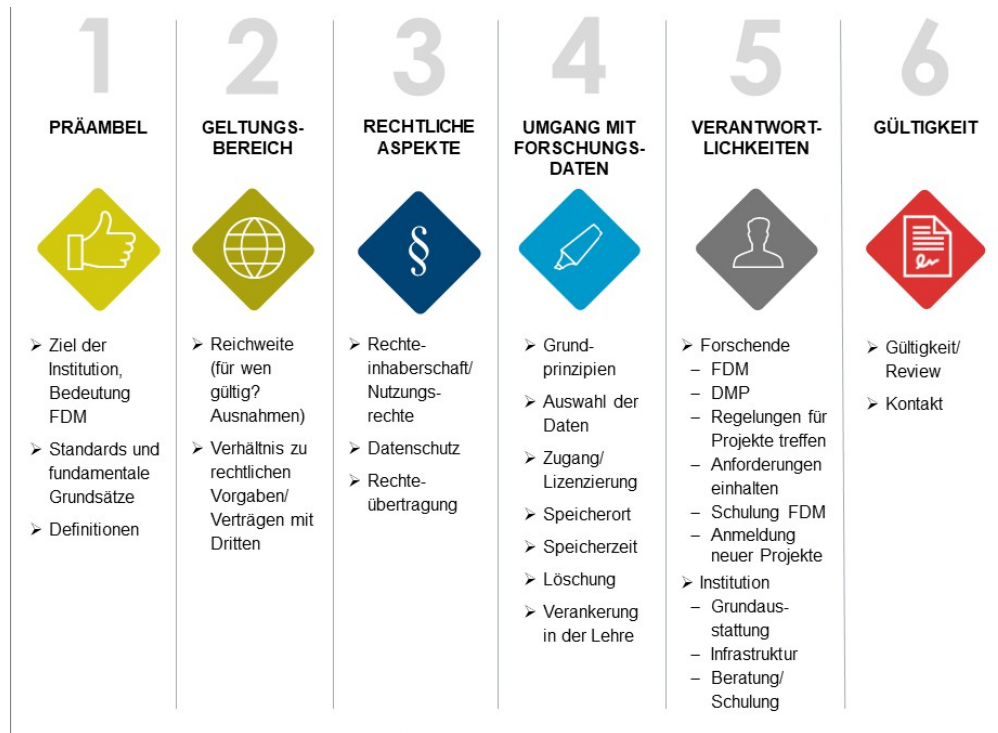 1
PRÄAMBEL
➢ Ziel der
Institution,
Bedeutung
FDM
➢ Standards und
fundamentale
Grundsätze
➢ Definitionen
2
GELTUNGS-
BEREICH
➢ Reichweite
(für wen
gültig?
Ausnahmen)
➢ Verhältnis zu
rechtlichen
Vorgaben/
Verträgen mit
Dritten
3
RECHTLICHE
ASPEKTE
§
➢ Rechte-
inhaberschaft/
Nutzungs-
rechte
➢ Datenschutz
➢ Rechte-
übertragung
4
UMGANG MIT
FORSCHUNGS-
DATEN
➢ Grund-
prinzipien
➢ Auswahl der
Daten
➢ Zugang/
Lizenzierung
➢ Speicherort
➢ Speicherzeit
➢ Löschung
➢ Verankerung
in der Lehre
5
VERANTWORT-
LICHKEITEN
➢ Forschende
– FDM
– DMP
– Regelungen für
Projekte treffen
– Anforderungen
einhalten
– Schulung FDM
– Anmeldung
neuer Projekte
➢ Institution
– Grundaus-
stattung
– Infrastruktur
– Beratung/
Schulung
6
GÜLTIGKEIT
➢ Gültigkeit/
Review
➢ Kontakt